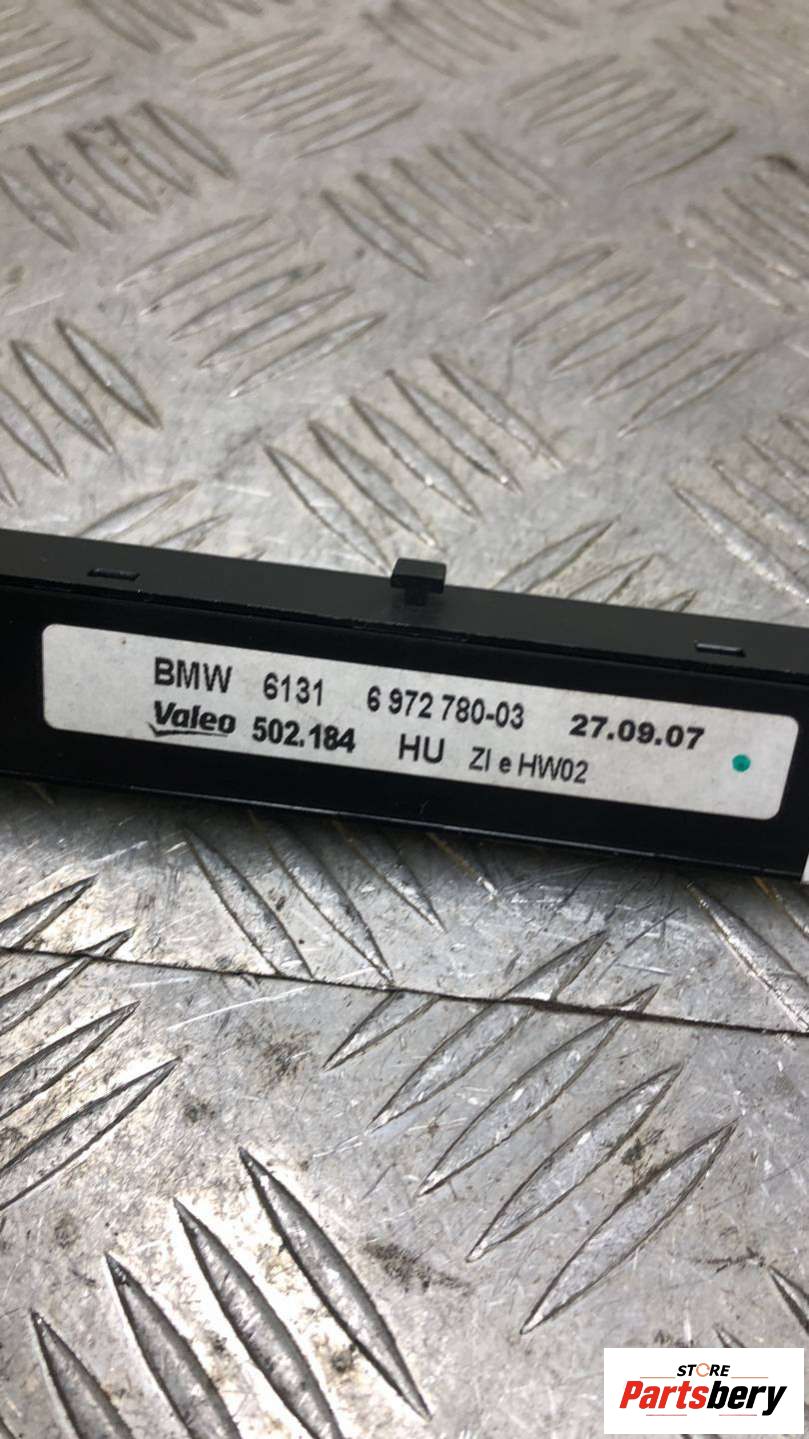 BMW 6131 6 972 780-03 27.09.07
Valeo 502.184 HU ZI e HW02
STORE
Partsbery